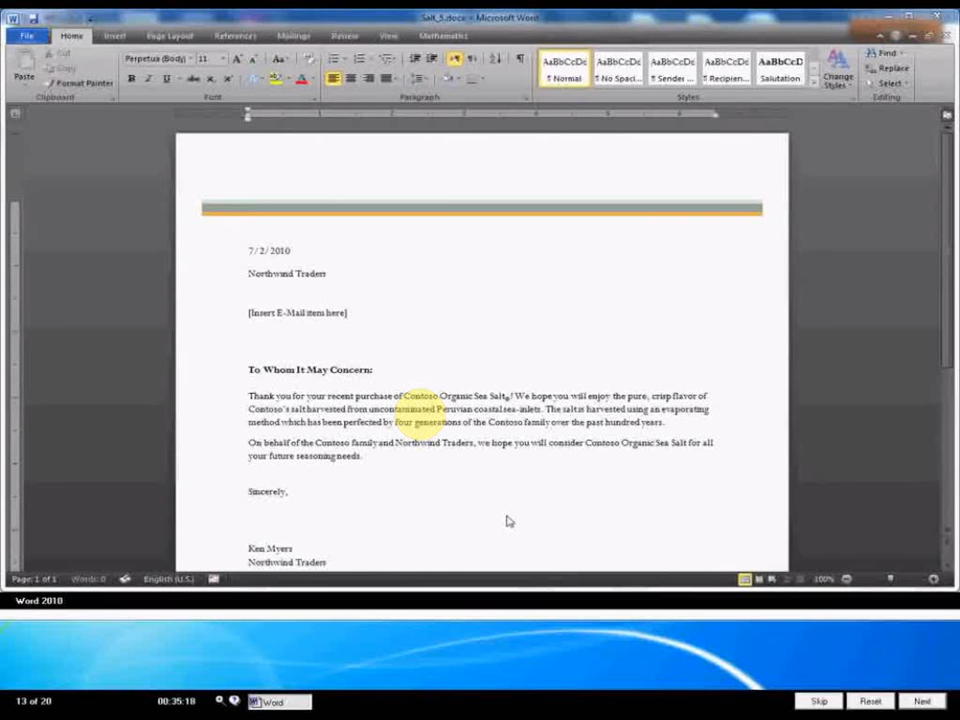 Salt_5.docx - Microsoft Word
File Home Insert Page Layout References Mailings Review View Mathematics
Cut
Copy
Paste Format Painter
Clipboard
Perpetua (Body) 11 Aa
B I U abc x A
Font
Paragraph
AaBbCcDc AaBbCcDc AaBbCcDc AaBbCcDc AaBbCcD
¶ Normal ¶ No Spaci... ¶ Sender ... ¶ Recipien... Salutation
Change Styles
Styles
Find
Replace
Select
Editing
7/2/2010
Northwind Traders
[Insert E-Mail item here]
To Whom It May Concern:
Thank you for your recent purchase of Contoso Organic Sea Salt®! We hope you will enjoy the pure, crisp flavor of
Contoso's salt harvested from uncontaminated Peruvian coastal sea-inlets. The salt is harvested using an evaporating
method which has been perfected by four generations of the Contoso family over the past hundred years.
On behalf of the Contoso family and Northwind Traders, we hope you will consider Contoso Organic Sea Salt for all
your future seasoning needs.
Sincerely,
Ken Myers
Northwind Traders
Page: 1 of 1 Words: 0 English (U.S.) 100%
Word 2010
13 of 20 00:35:18 Word Skip Reset Next